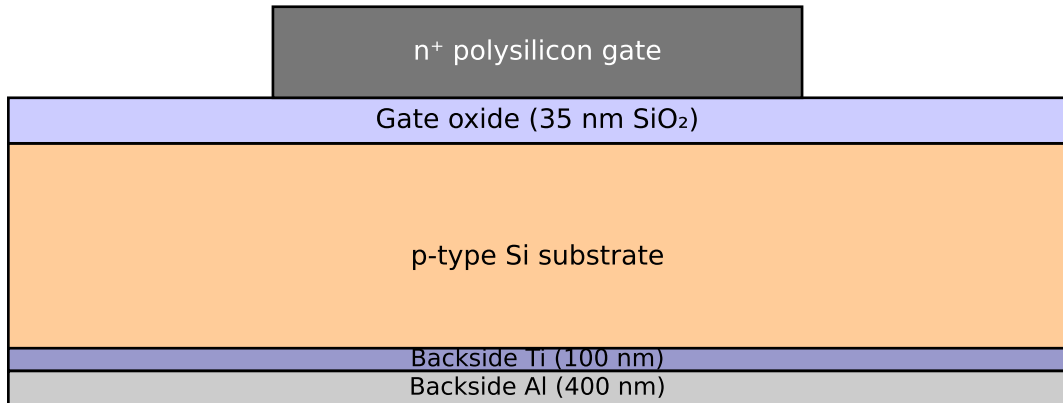 n⁺ polysilicon gate
Gate oxide (35 nm SiO₂)
p-type Si substrate
Backside Ti (100 nm)
Backside Al (400 nm)